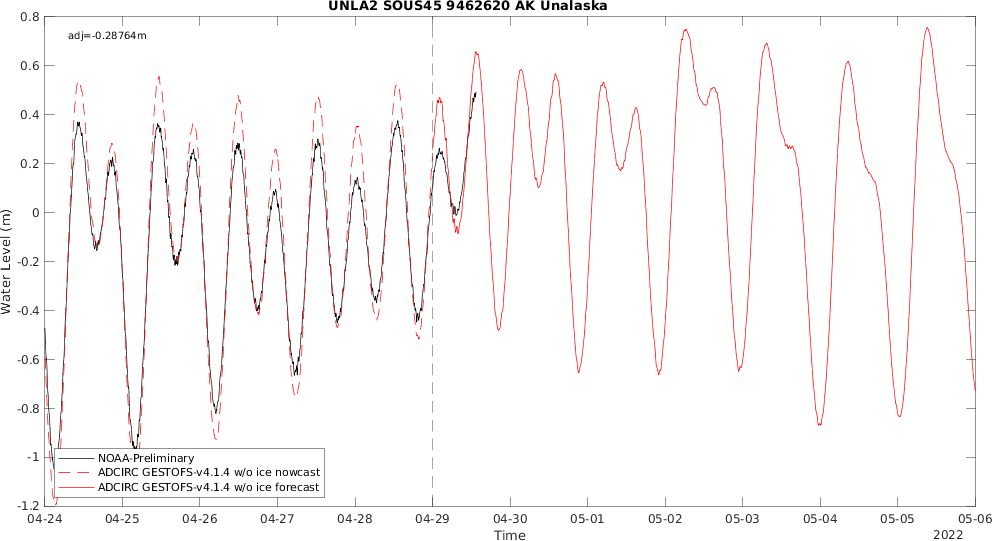 UNLA2 SOUS45 9462620 AK Unalaska
adj=-0.28764m
0.8
0.6
0.4
0.2
0
-0.2
-0.4
-0.6
-0.8
-1
-1.2
Water Level (m)
NOAA-Preliminary
ADCIRC GESTOFS-v4.1.4 w/o ice nowcast
ADCIRC GESTOFS-v4.1.4 w/o ice forecast
04-24 04-25 04-26 04-27 04-28 04-29 04-30 05-01 05-02 05-03 05-04 05-05 05-06
Time
2022